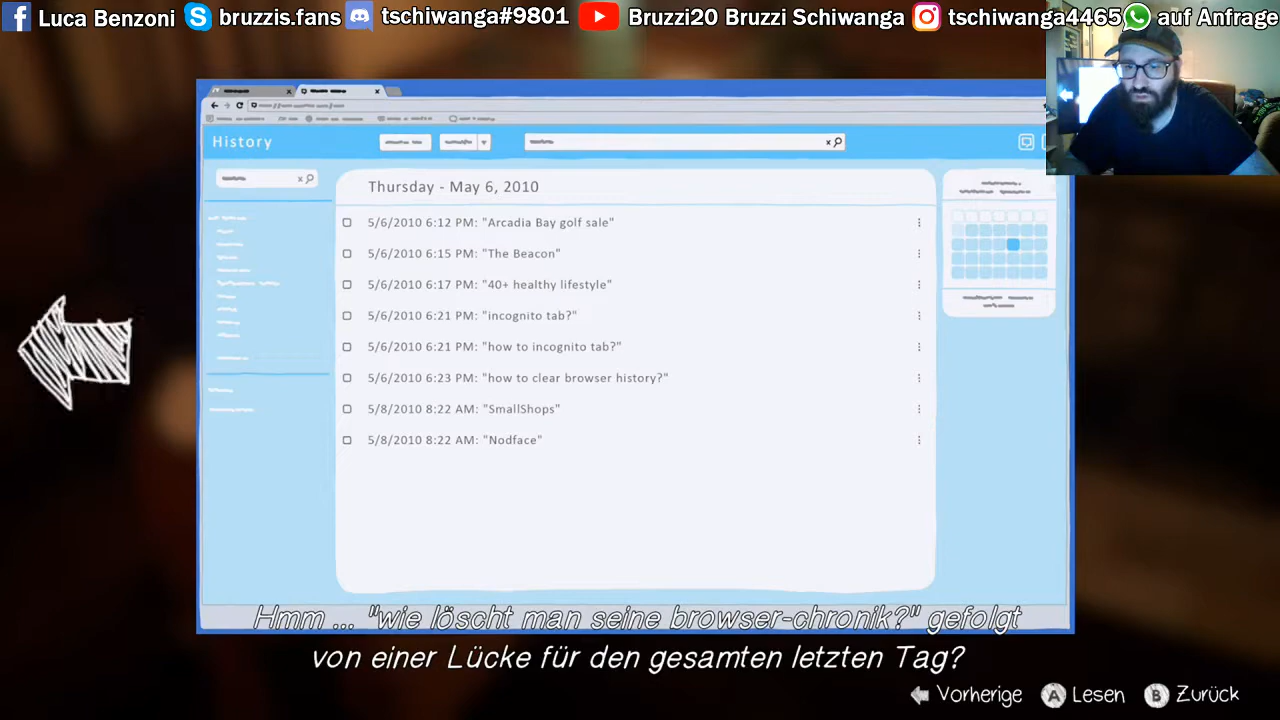 Luca Benzoni bruzzis.fans tschiwanga#9801 Bruzzi20 Bruzzi Schiwanga tschiwanga4465 auf Anfrage
History
Thursday - May 6, 2010
5/6/2010 6:12 PM: "Arcadia Bay golf sale"
5/6/2010 6:15 PM: "The Beacon"
5/6/2010 6:17 PM: "40+ healthy lifestyle"
5/6/2010 6:21 PM: "incognito tab?"
5/6/2010 6:21 PM: "how to incognito tab?"
5/6/2010 6:23 PM: "how to clear browser history?"
5/8/2010 8:22 AM: "SmallShops"
5/8/2010 8:22 AM: "Nodface"
Hmm ... "wie löscht man seine browser-chronik?" gefolgt
von einer Lücke für den gesamten letzten Tag?
Vorherige A Lesen B Zurück